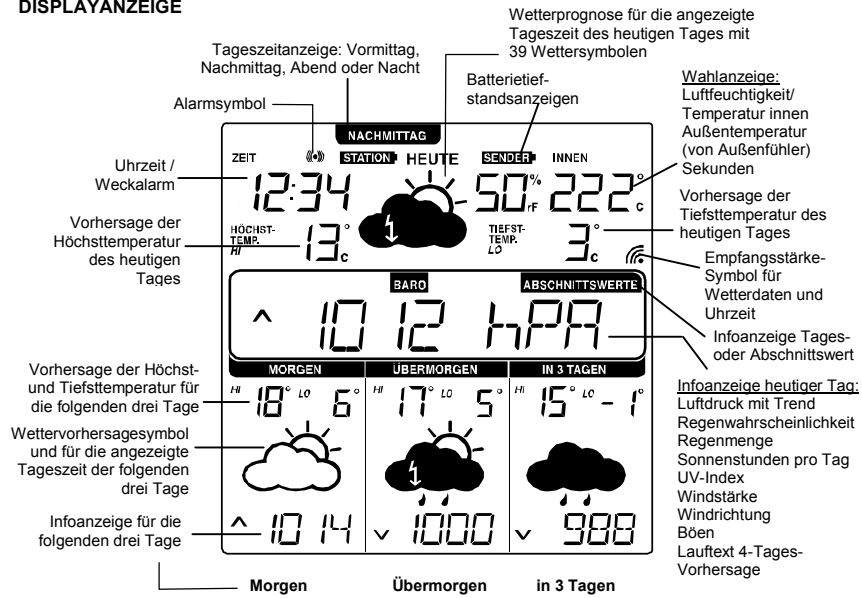 DISPLAYANZEIGE
Wetterprognose für die angezeigte
Tageszeit des heutigen Tages mit
39 Wettersymbolen
Tageszeitanzeige: Vormittag,
Nachmittag, Abend oder Nacht
Batterietief-
standsanzeigen
Alarmsymbol
Wahlanzeige:
Luftfeuchtigkeit/
Temperatur innen
Außentemperatur
(von Außenfühler)
Sekunden
Uhrzeit /
Weckalarm
Vorhersage der
Höchsttemperatur
des heutigen
Tages
Vorhersage der
Tiefsttemperatur des
heutigen Tages
Empfangsstärke-
Symbol für
Wetterdaten und
Uhrzeit
NACHMITTAG
ZEIT STATION HEUTE SENDER INNEN
12:34 50%rF 222°c
HÖCHST-
TEMP.
HI
13°c
TIEFST-
TEMP.
LO
3°c
BARO ABSCHNITTSWERTE
^ 1012 hPA
Infoanzeige Tages-
oder Abschnittswert
MORGEN ÜBERMORGEN IN 3 TAGEN
HI 18° LO 6° HI 17° LO 5° HI 15° LO -1°
^ 1014 v 1000 v 988
Vorhersage der Höchst-
und Tiefsttemperatur für
die folgenden drei Tage
Wettervorhersagesymbol
und für die angezeigte
Tageszeit der folgenden
drei Tage
Infoanzeige für die
folgenden drei Tage
Infoanzeige heutiger Tag:
Luftdruck mit Trend
Regenwahrscheinlichkeit
Regenmenge
Sonnenstunden pro Tag
UV-Index
Windstärke
Windrichtung
Böen
Lauftext 4-Tages-
Vorhersage
Morgen Übermorgen in 3 Tagen